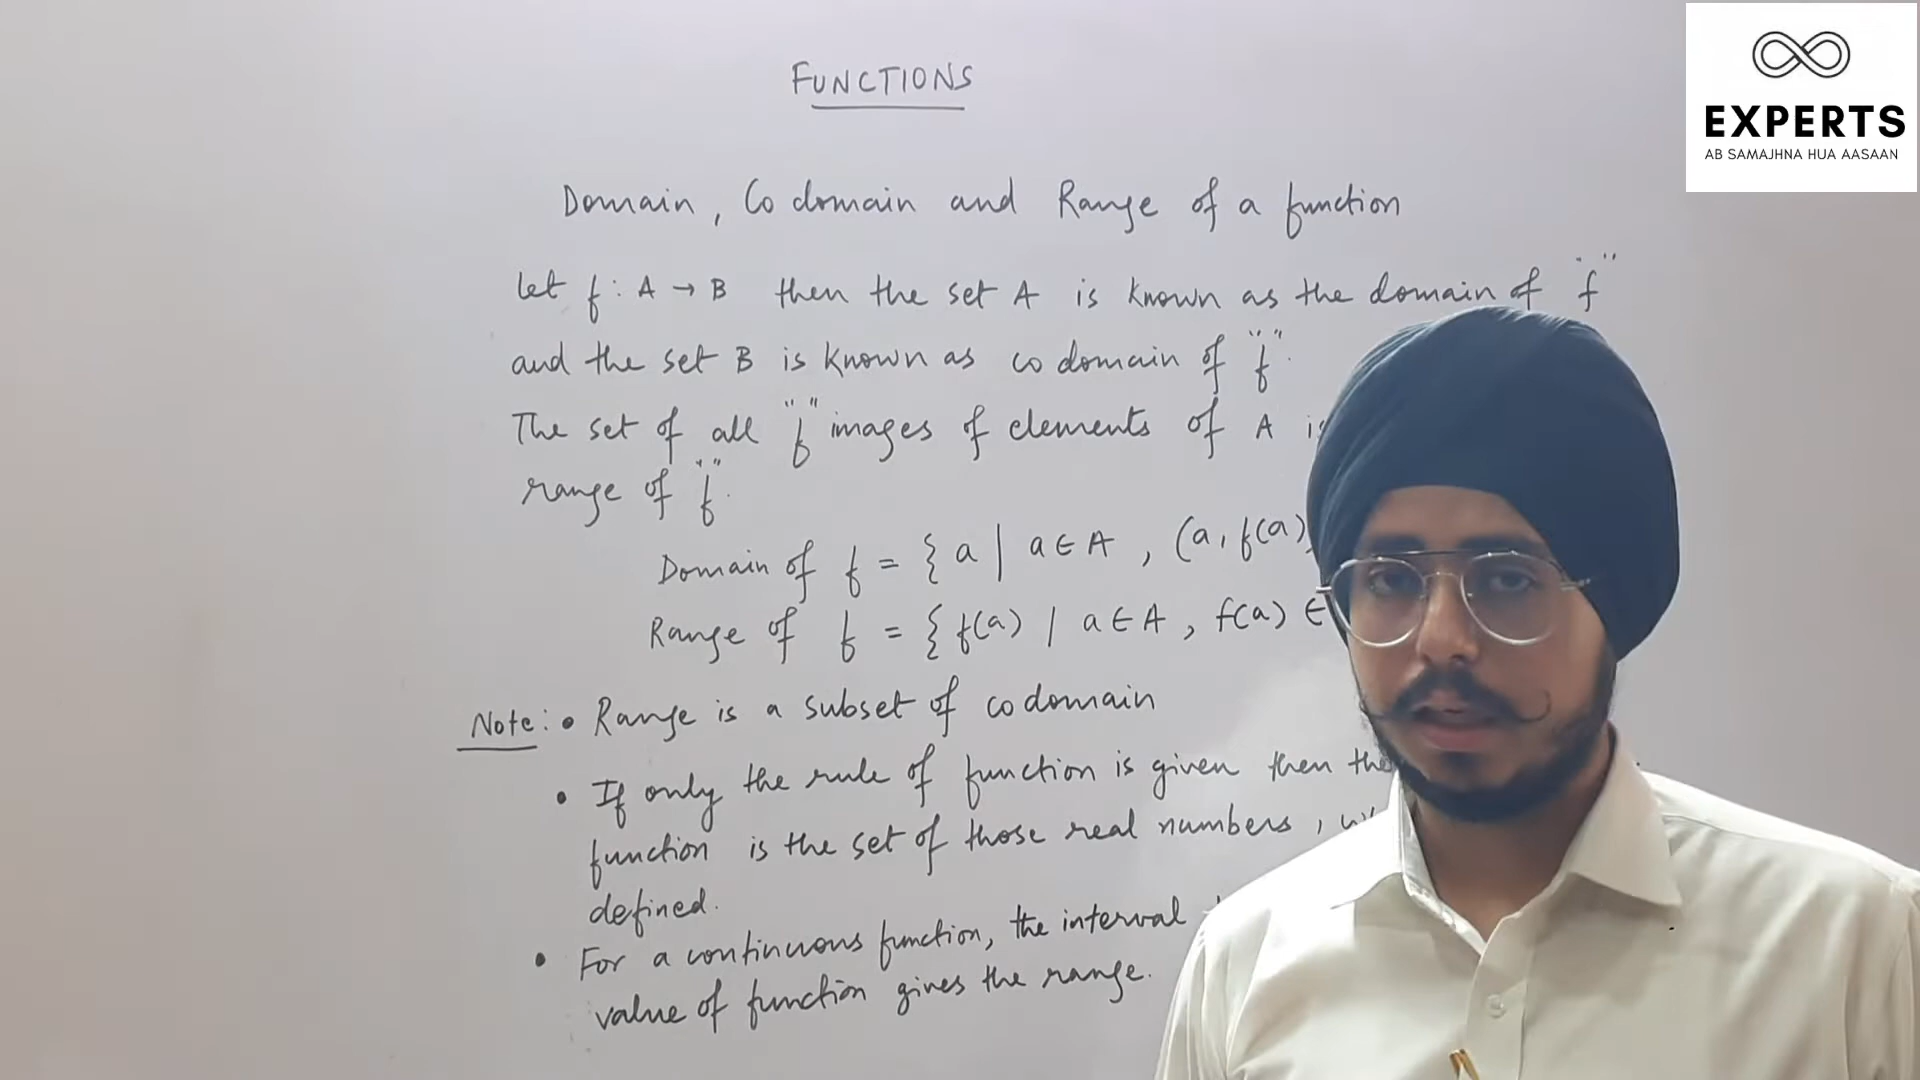 FUNCTIONS
EXPERTS
AB SAMAJHNA HUA AASAAN
Domain, Co domain and Range of a function
let f : A → B then the set A is known as the domain of "f"
and the set B is known as co domain of "f".
The set of all "f" images of elements of A is
range of "f".
Domain of f = { a | a ∈ A , (a, f(a)
Range of f = { f(a) | a ∈ A , f(a) ∈
Note : • Range is a subset of co domain
• If only the rule of function is given then the
function is the set of those real numbers ,
defined.
• For a continuous function, the interval
value of function gives the range.